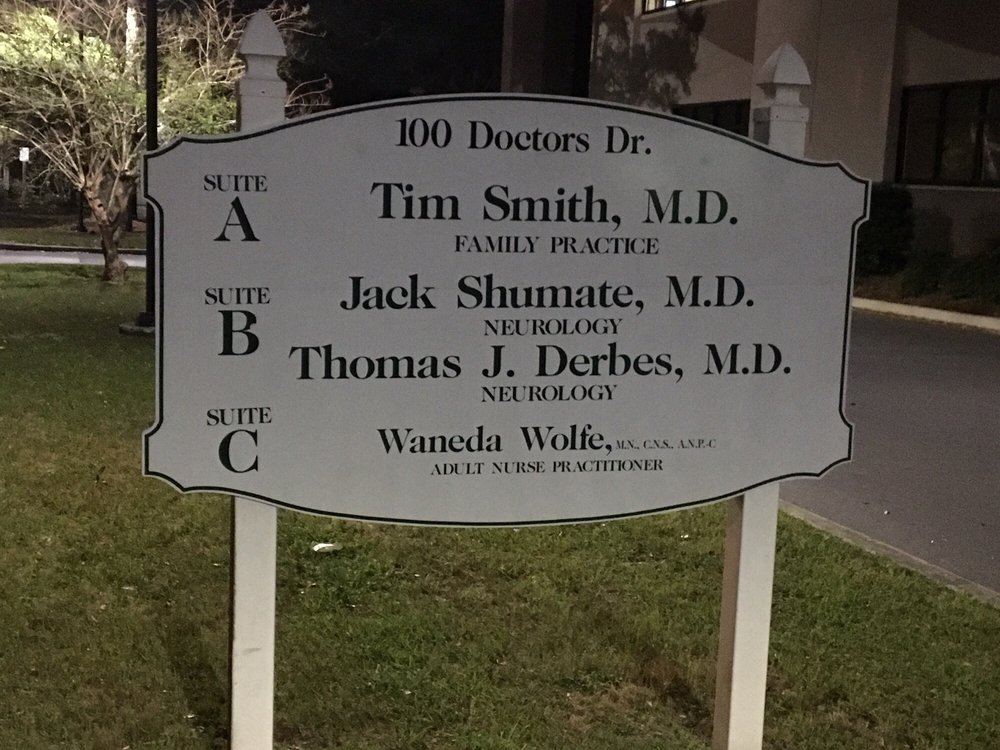 100 Doctors Dr.
SUITE
A
Tim Smith, M.D.
FAMILY PRACTICE
SUITE
B
Jack Shumate, M.D.
NEUROLOGY
Thomas J. Derbes, M.D.
NEUROLOGY
SUITE
C
Waneda Wolfe, M.N., C.N.S., A.N.P.-C
ADULT NURSE PRACTITIONER